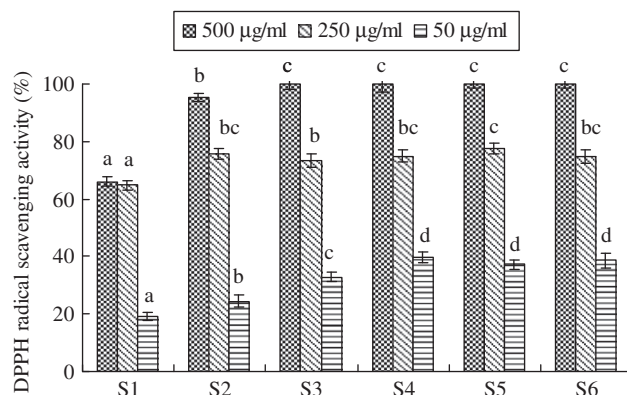 500 µg/ml 250 µg/ml 50 µg/ml
DPPH radical scavenging activity (%)
100
80
60
40
20
0
a a a
b bc b
c b c
c bc d
c c d
c bc d
S1 S2 S3 S4 S5 S6